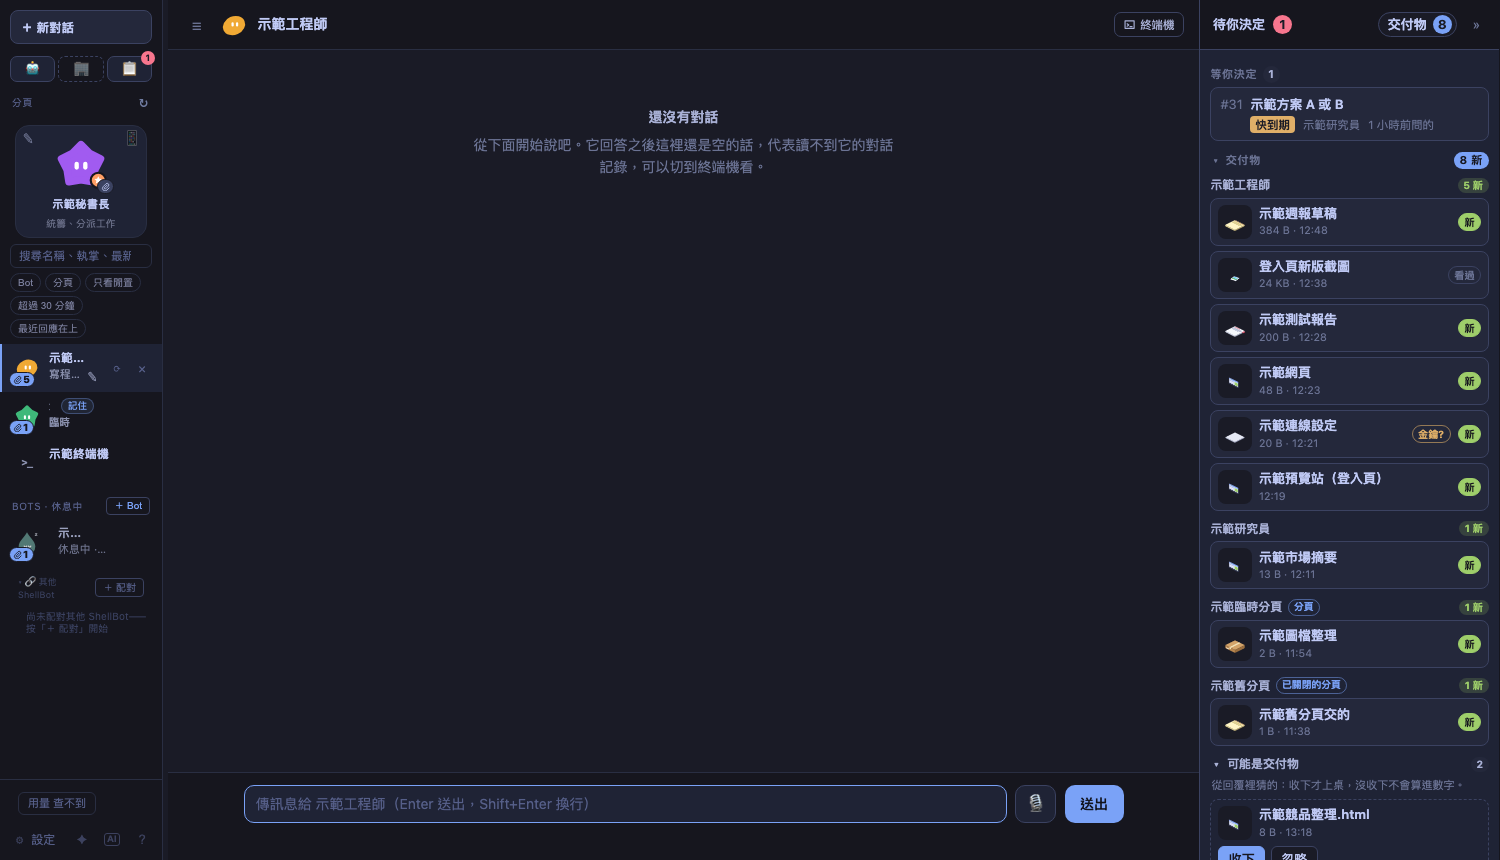 + 新對話
1
分頁
示範秘書長
統籌、分派工作
搜尋名稱、執掌、最新
Bot 分頁 只看閒置
超過 30 分鐘
最近回應在上
示範...
寫程...
5
記住
臨時
1
>_ 示範終端機
BOTS · 休息中
+ Bot
示...
休息中 ·...
1
其他 ShellBot
+ 配對
尚未配對其他 ShellBot——
按「+ 配對」開始
用量 查不到
設定
AI
?
示範工程師
終端機
還沒有對話
從下面開始說吧。它回答之後這裡還是空的話，代表讀不到它的對話
記錄，可以切到終端機看。
傳訊息給 示範工程師（Enter 送出，Shift+Enter 換行）
送出
待你決定 1
交付物 8
»
等你決定 1
#31 示範方案 A 或 B
快到期 示範研究員 1 小時前問的
交付物
8 新
示範工程師
5 新
示範週報草稿
384 B · 12:48
新
登入頁新版截圖
24 KB · 12:38
看過
示範測試報告
200 B · 12:28
新
示範網頁
48 B · 12:23
新
示範連線設定
20 B · 12:21
金鑰?
新
示範預覽站（登入頁）
12:19
新
示範研究員
1 新
示範市場摘要
13 B · 12:11
新
示範臨時分頁 分頁
1 新
示範圖檔整理
2 B · 11:54
新
示範舊分頁 已關閉的分頁
1 新
示範舊分頁交的
1 B · 11:38
新
可能是交付物
2
從回覆裡猜的：收下才上桌，沒收下不會算進數字。
示範競品整理.html
8 B · 13:18
收下 忽略